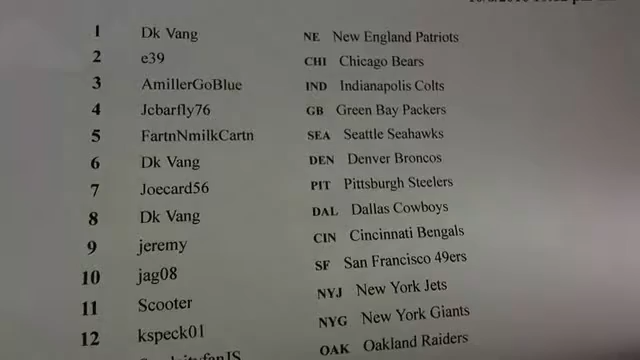 1 Dk Vang NE New England Patriots
2 e39 CHI Chicago Bears
3 AmillerGoBlue IND Indianapolis Colts
4 Jcbarfly76 GB Green Bay Packers
5 FartnNmilkCartn SEA Seattle Seahawks
6 Dk Vang DEN Denver Broncos
7 Joecard56 PIT Pittsburgh Steelers
8 Dk Vang DAL Dallas Cowboys
9 jeremy CIN Cincinnati Bengals
10 jag08 SF San Francisco 49ers
11 Scooter NYJ New York Jets
12 kspeck01 NYG New York Giants
OAK Oakland Raiders